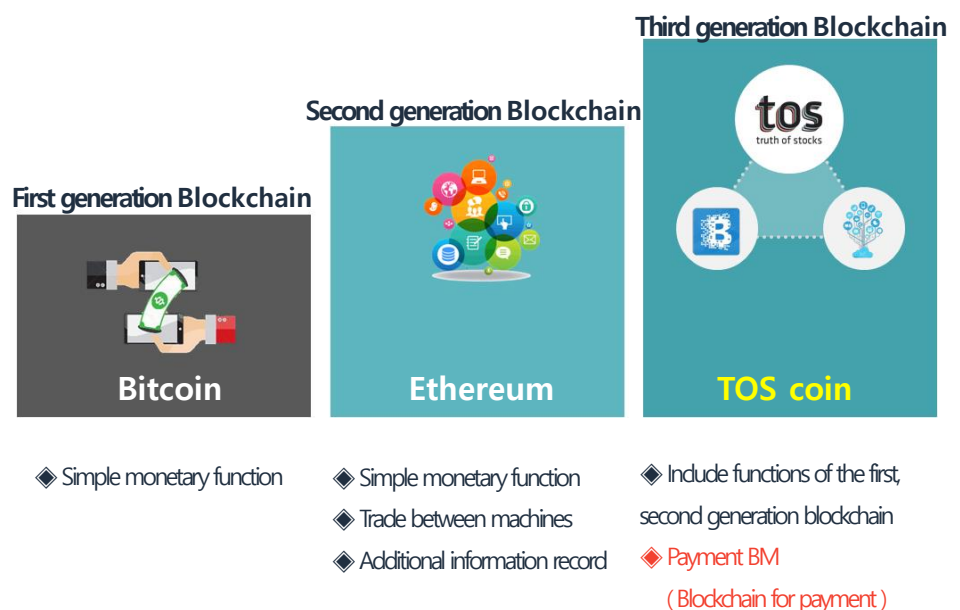 First generation Blockchain
Bitcoin
◈ Simple monetary function
Second generation Blockchain
Ethereum
◈ Simple monetary function
◈ Trade between machines
◈ Additional information record
Third generation Blockchain
tos
truth of stocks
B
TOS coin
◈ Include functions of the first,
second generation blockchain
◈ Payment BM
( Blockchain for payment )